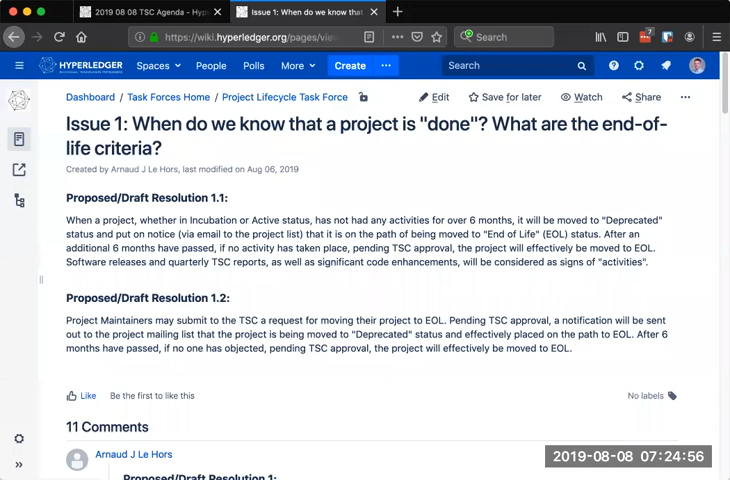 2019 08 08 TSC Agenda - Hyp
Issue 1: When do we know that a
https://wiki.hyperledger.org/pages/view
Search
7
HYPERLEDGER
Spaces
People
Polls
More
Create
Search
Dashboard / Task Forces Home / Project Lifecycle Task Force
Edit
Save for later
Watch
Share
Issue 1: When do we know that a project is "done"? What are the end-of-
life criteria?
Created by Arnaud J Le Hors, last modified on Aug 06, 2019
Proposed/Draft Resolution 1.1:
When a project, whether in Incubation or Active status, has not had any activities for over 6 months, it will be moved to "Deprecated"
status and put on notice (via email to the project list) that it is on the path of being moved to "End of Life" (EOL) status. After an
additional 6 months have passed, if no activity has taken place, pending TSC approval, the project will effectively be moved to EOL.
Software releases and quarterly TSC reports, as well as significant code enhancements, will be considered as signs of "activities".
Proposed/Draft Resolution 1.2:
Project Maintainers may submit to the TSC a request for moving their project to EOL. Pending TSC approval, a notification will be sent
out to the project mailing list that the project is being moved to "Deprecated" status and effectively placed on the path to EOL. After 6
months have passed, if no one has objected, pending TSC approval, the project will effectively be moved to EOL.
Like
Be the first to like this
No labels
11 Comments
Arnaud J Le Hors
Proposed/Draft Resolution 1:
2019-08-08 07:24:56